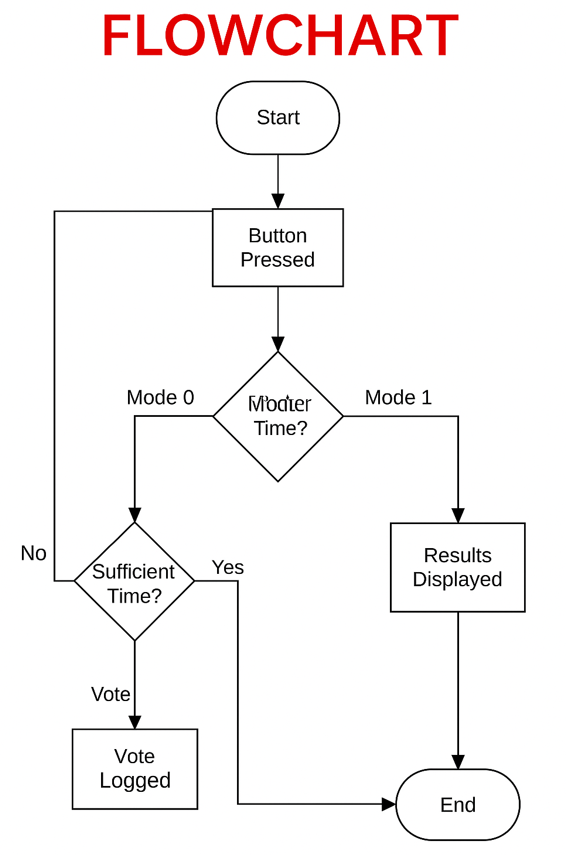 FLOWCHART
Start
Button
Pressed
Mode 0
Mode 1
Time?
No
Sufficient
Time?
Yes
Results
Displayed
Vote
Vote
Logged
End